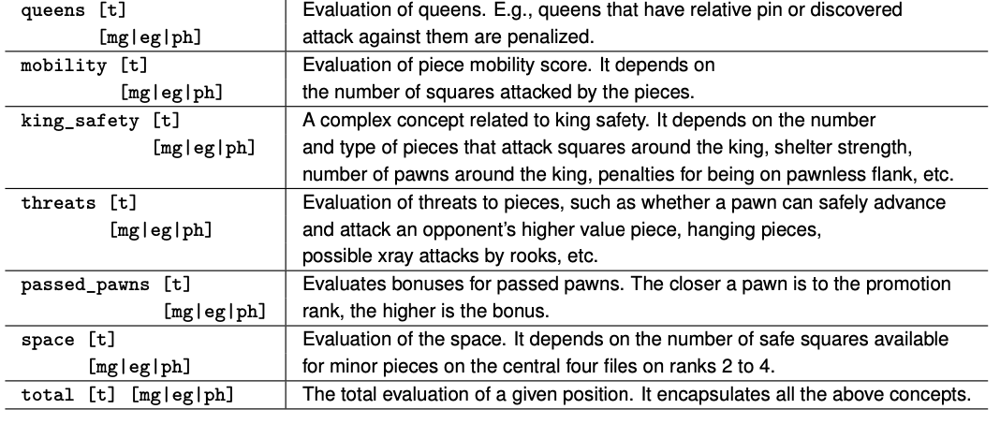 queens [t]
Evaluation of queens. E.g., queens that have relative pin or discovered
[mg|eg|ph]
attack against them are penalized.
mobility [t]
Evaluation of piece mobility score. It depends on
[mg|eg|ph]
the number of squares attacked by the pieces.
king_safety [t]
A complex concept related to king safety. It depends on the number
[mg|eg|ph]
and type of pieces that attack squares around the king, shelter strength,
number of pawns around the king, penalties for being on pawnless flank, etc.
threats [t]
Evaluation of threats to pieces, such as whether a pawn can safely advance
[mg|eg|ph]
and attack an opponent's higher value piece, hanging pieces,
possible xray attacks by rooks, etc.
passed_pawns [t]
Evaluates bonuses for passed pawns. The closer a pawn is to the promotion
[mg|eg|ph]
rank, the higher is the bonus.
space [t]
Evaluation of the space. It depends on the number of safe squares available
[mg|eg|ph]
for minor pieces on the central four files on ranks 2 to 4.
total [t] [mg|eg|ph]
The total evaluation of a given position. It encapsulates all the above concepts.